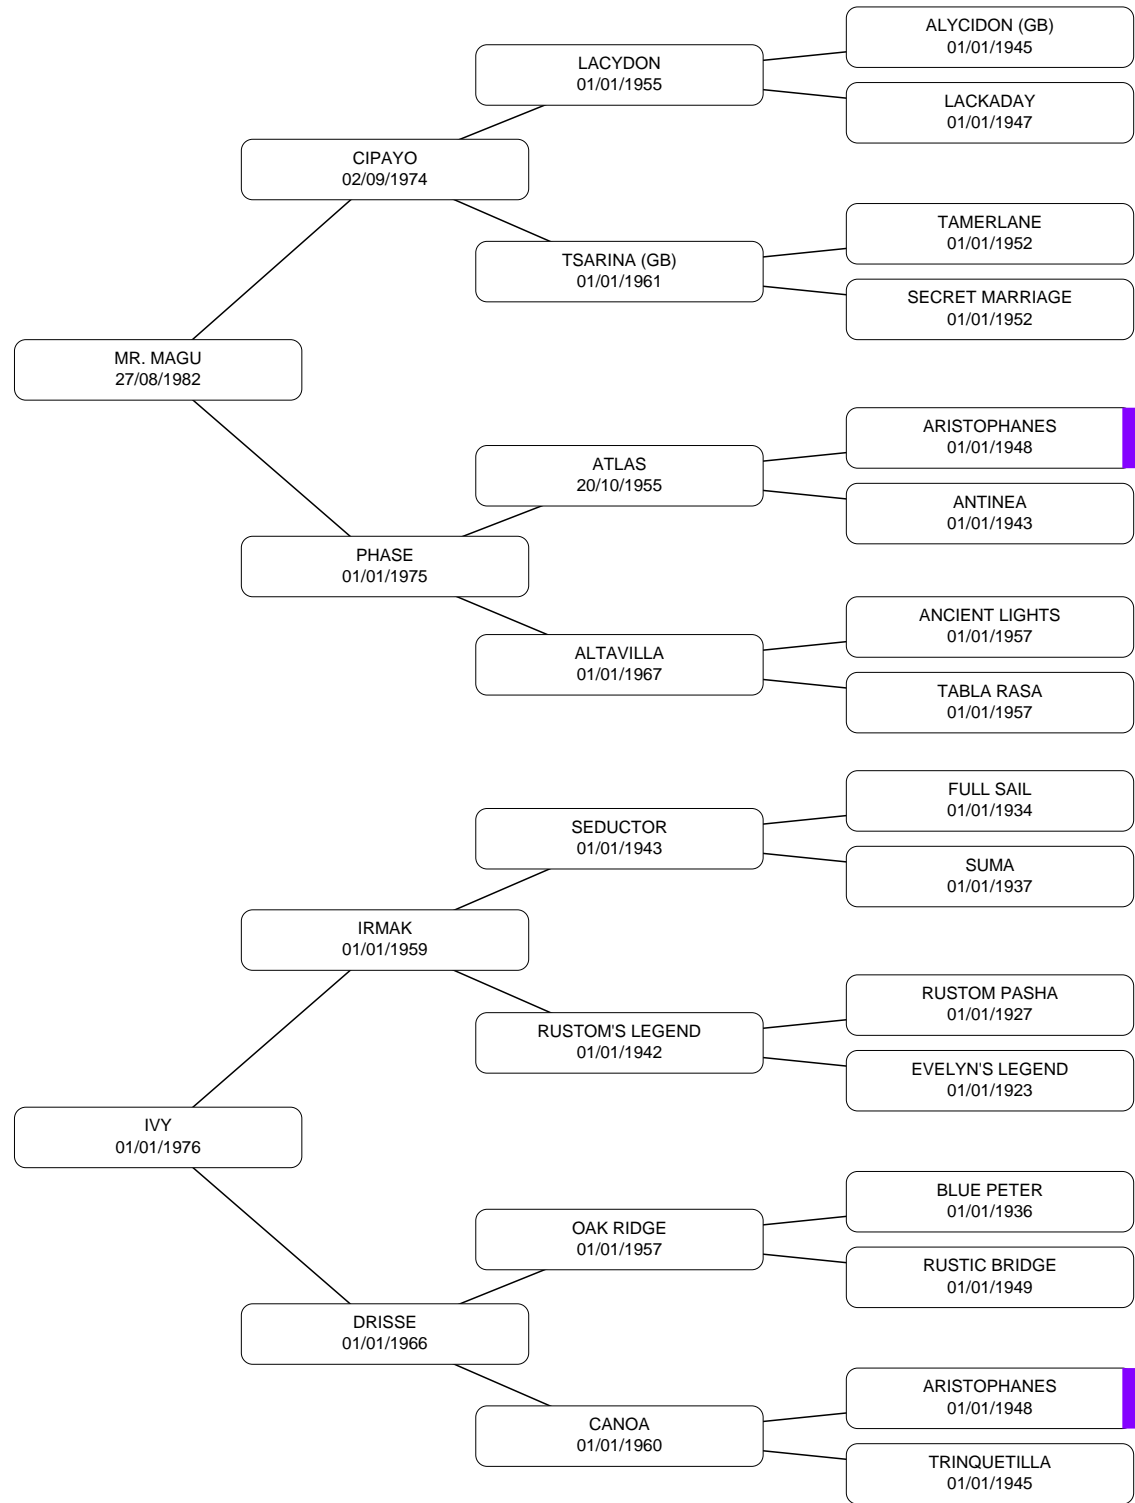 ALYCIDON (GB)
01/01/1945
LACYDON
01/01/1955
LACKADAY
01/01/1947
CIPAYO
02/09/1974
TAMERLANE
01/01/1952
TSARINA (GB)
01/01/1961
SECRET MARRIAGE
01/01/1952
MR. MAGU
27/08/1982
ARISTOPHANES
01/01/1948
ATLAS
20/10/1955
ANTINEA
01/01/1943
PHASE
01/01/1975
ANCIENT LIGHTS
01/01/1957
ALTAVILLA
01/01/1967
TABLA RASA
01/01/1957
FULL SAIL
01/01/1934
SEDUCTOR
01/01/1943
SUMA
01/01/1937
IRMAK
01/01/1959
RUSTOM PASHA
01/01/1927
RUSTOM'S LEGEND
01/01/1942
EVELYN'S LEGEND
01/01/1923
IVY
01/01/1976
BLUE PETER
01/01/1936
OAK RIDGE
01/01/1957
RUSTIC BRIDGE
01/01/1949
DRISSE
01/01/1966
ARISTOPHANES
01/01/1948
CANOA
01/01/1960
TRINQUETILLA
01/01/1945